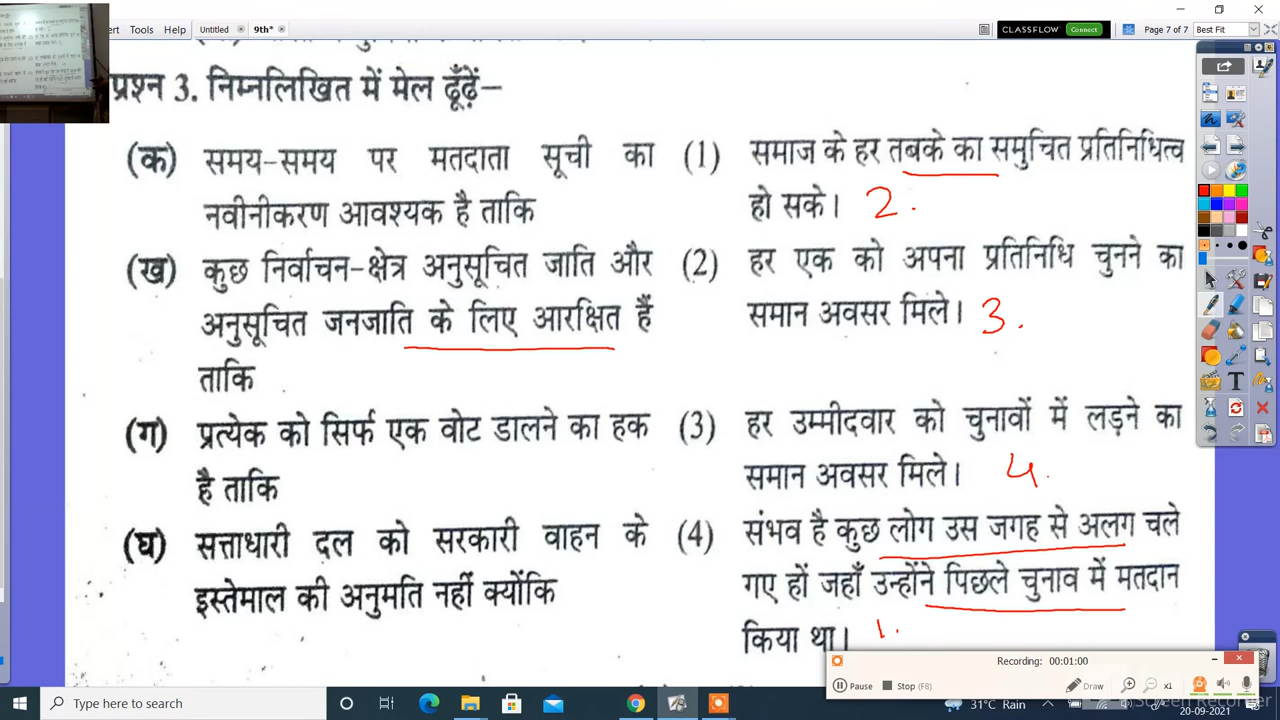 ert Tools Help Untitled 9th* CLASSFLOW Connect Page 7 of 7 Best Fit
प्रश्न 3. निम्नलिखित में मेल ढूँढ़ें–
(क) समय-समय पर मतदाता सूची का
नवीनीकरण आवश्यक है ताकि
(1) समाज के हर तबके का समुचित प्रतिनिधित्व
हो सके। 2.
(ख) कुछ निर्वाचन-क्षेत्र अनुसूचित जाति और
अनुसूचित जनजाति के लिए आरक्षित हैं
ताकि
(2) हर एक को अपना प्रतिनिधि चुनने का
समान अवसर मिले। 3.
(ग) प्रत्येक को सिर्फ एक वोट डालने का हक
है ताकि
(3) हर उम्मीदवार को चुनावों में लड़ने का
समान अवसर मिले। 4.
(घ) सत्ताधारी दल को सरकारी वाहन के
इस्तेमाल की अनुमति नहीं क्योंकि
(4) संभव है कुछ लोग उस जगह से अलग चले
गए हों जहाँ उन्होंने पिछले चुनाव में मतदान
किया था। 1.
Recording: 00:01:00
Pause Stop (F8) Draw x1
Type here to search 31°C Rain 20-09-2021